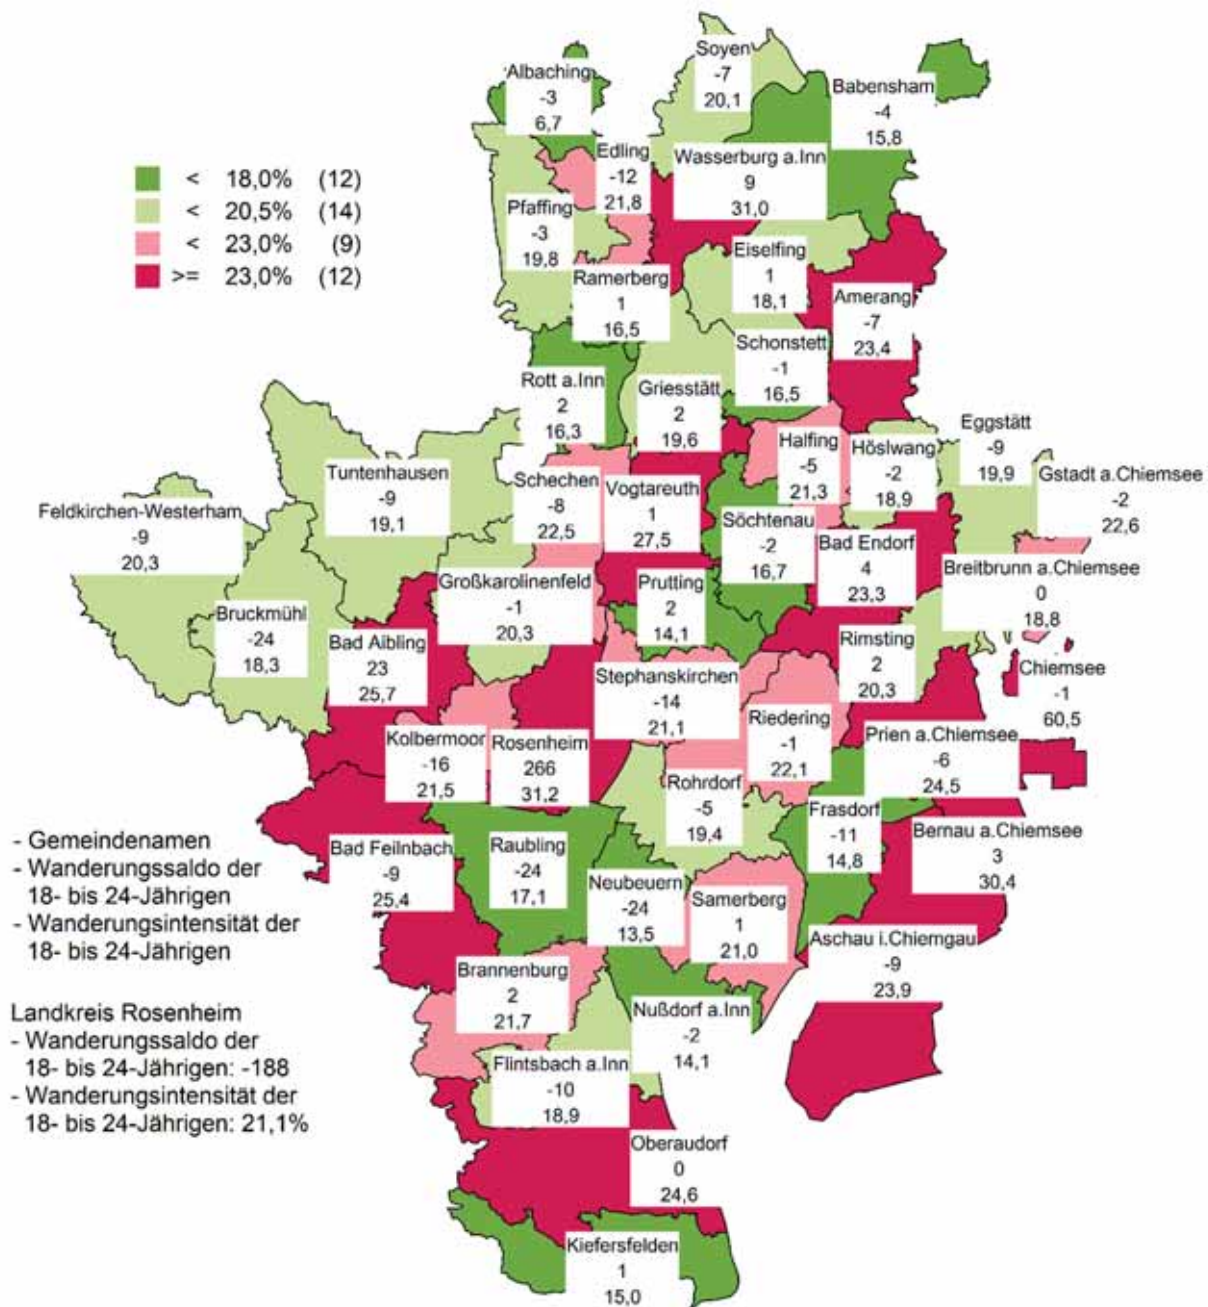 Soyen
-7
20,1
Albaching
-3
6,7
Babensham
-4
15,8
Edling
-12
21,8
Wasserburg a.Inn
9
31,0
< 18,0% (12)
< 20,5% (14)
< 23,0% (9)
>= 23,0% (12)
Pfaffing
-3
19,8
Eiselfing
1
18,1
Ramerberg
1
16,5
Amerang
-7
23,4
Schonstett
-1
16,5
Rott a.Inn
2
16,3
Griesstätt
2
19,6
Eggstätt
-9
19,9
Halfing
-5
21,3
Höslwang
-2
18,9
Gstadt a.Chiemsee
-2
22,6
Tuntenhausen
-9
19,1
Schechen
-8
22,5
Vogtareuth
1
27,5
Feldkirchen-Westerham
-9
20,3
Söchtenau
-2
16,7
Bad Endorf
4
23,3
Breitbrunn a.Chiemsee
0
18,8
Großkarolinenfeld
-1
20,3
Prutting
2
14,1
Bruckmühl
-24
18,3
Bad Aibling
23
25,7
Rimsting
2
20,3
Chiemsee
-1
60,5
Stephanskirchen
-14
21,1
Riedering
-1
22,1
Prien a.Chiemsee
-6
24,5
Kolbermoor
-16
21,5
Rosenheim
266
31,2
Rohrdorf
-5
19,4
Frasdorf
-11
14,8
Bernau a.Chiemsee
3
30,4
- Gemeindenamen
- Wanderungssaldo der
18- bis 24-Jährigen
- Wanderungsintensität der
18- bis 24-Jährigen
Bad Feilnbach
-9
25,4
Raubling
-24
17,1
Neubeuern
-24
13,5
Samerberg
1
21,0
Aschau i.Chiemgau
-9
23,9
Brannenburg
2
21,7
Nußdorf a.Inn
-2
14,1
Landkreis Rosenheim
- Wanderungssaldo der
18- bis 24-Jährigen: -188
- Wanderungsintensität der
18- bis 24-Jährigen: 21,1%
Flintsbach a.Inn
-10
18,9
Oberaudorf
0
24,6
Kiefersfelden
1
15,0